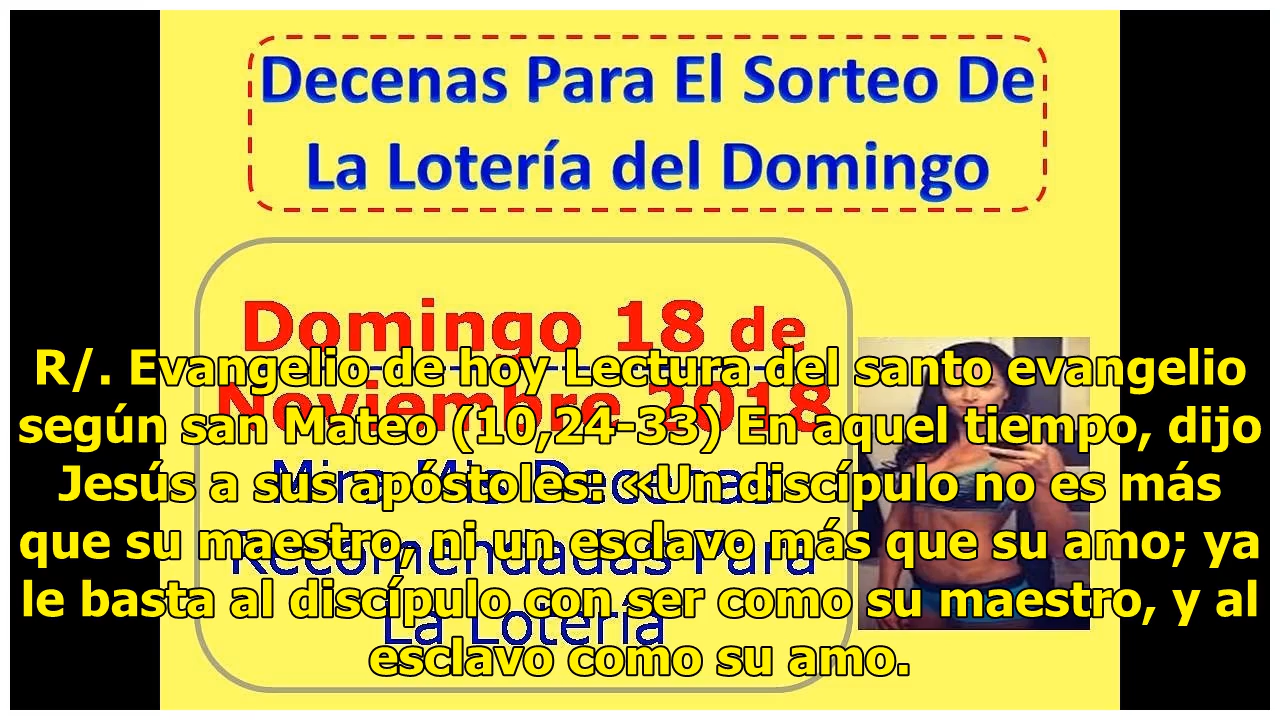 Decenas Para El Sorteo De
La Lotería del Domingo
Domingo 18 de
Noviembre 2018
Mira Mis Decenas
Recomendadas Para
La Lotería
R/. Evangelio de hoy Lectura del santo evangelio
según san Mateo (10,24-33) En aquel tiempo, dijo
Jesús a sus apóstoles: «Un discípulo no es más
que su maestro, ni un esclavo más que su amo; ya
le basta al discípulo con ser como su maestro, y al
esclavo como su amo.